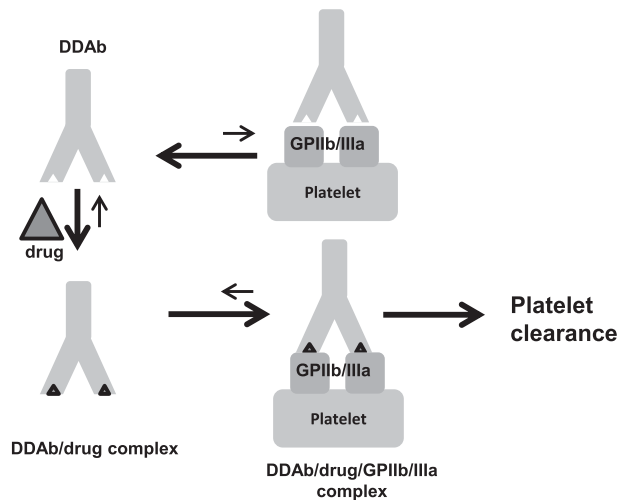 DDAb
GPIIb/IIIa
Platelet
drug
GPIIb/IIIa
Platelet
Platelet
clearance
DDAb/drug complex
DDAb/drug/GPIIb/IIIa
complex